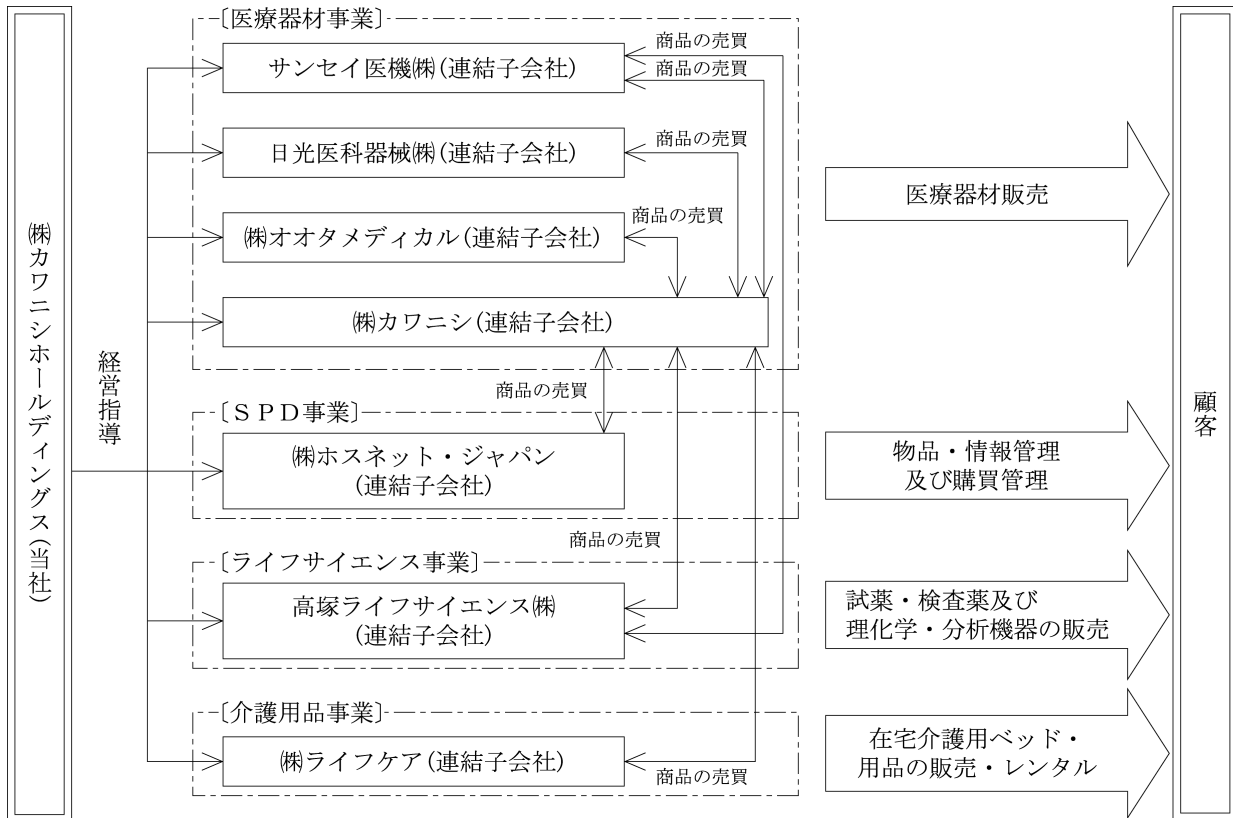 ㈱カワニシホールディングス(当社)
経営指導
〔医療器材事業〕
サンセイ医機㈱(連結子会社)
商品の売買
商品の売買
日光医科器械㈱(連結子会社)
商品の売買
㈱オオタメディカル(連結子会社)
商品の売買
㈱カワニシ(連結子会社)
商品の売買
〔ＳＰＤ事業〕
㈱ホスネット・ジャパン
(連結子会社)
商品の売買
〔ライフサイエンス事業〕
高塚ライフサイエンス㈱
(連結子会社)
〔介護用品事業〕
㈱ライフケア(連結子会社)
商品の売買
医療器材販売
物品・情報管理
及び購買管理
試薬・検査薬及び
理化学・分析機器の販売
在宅介護用ベッド・
用品の販売・レンタル
顧客